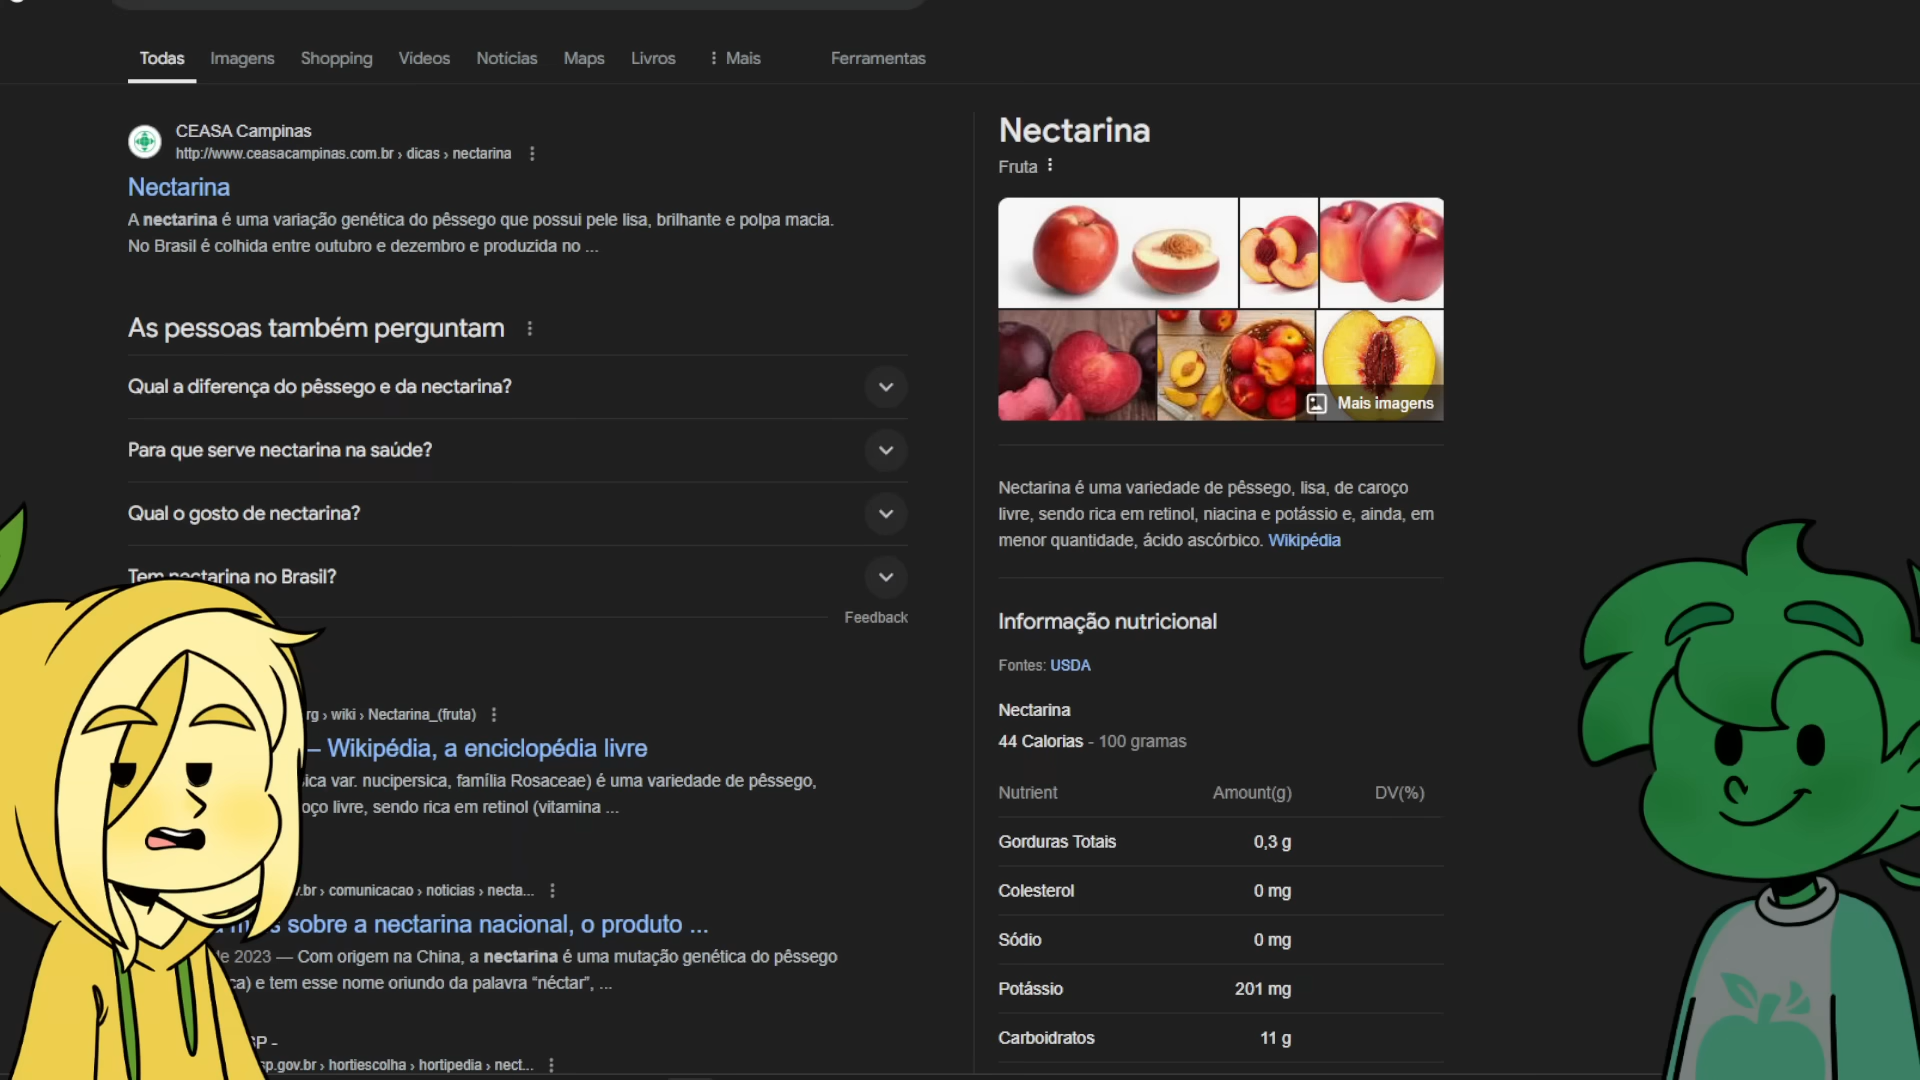 Todas Imagens Shopping Vídeos Notícias Maps Livros Mais Ferramentas
CEASA Campinas
http://www.ceasacampinas.com.br › dicas › nectarina
Nectarina
A nectarina é uma variação genética do pêssego que possui pele lisa, brilhante e polpa macia.
No Brasil é colhida entre outubro e dezembro e produzida no ...
As pessoas também perguntam
Qual a diferença do pêssego e da nectarina?
Para que serve nectarina na saúde?
Qual o gosto de nectarina?
Tem nectarina no Brasil?
Feedback
rg › wiki › Nectarina_(fruta)
– Wikipédia, a enciclopédia livre
ica var. nucipersica, família Rosaceae) é uma variedade de pêssego,
oço livre, sendo rica em retinol (vitamina ...
.br › comunicacao › noticias › necta...
sobre a nectarina nacional, o produto ...
de 2023 — Com origem na China, a nectarina é uma mutação genética do pêssego
ca) e tem esse nome oriundo da palavra “néctar”, ...
SP -
sp.gov.br › hortiescolha › hortipedia › nect...
Nectarina
Fruta
Mais imagens
Nectarina é uma variedade de pêssego, lisa, de caroço
livre, sendo rica em retinol, niacina e potássio e, ainda, em
menor quantidade, ácido ascórbico. Wikipédia
Informação nutricional
Fontes: USDA
Nectarina
44 Calorias - 100 gramas
Nutrient Amount(g) DV(%)
Gorduras Totais 0,3 g
Colesterol 0 mg
Sódio 0 mg
Potássio 201 mg
Carboidratos 11 g